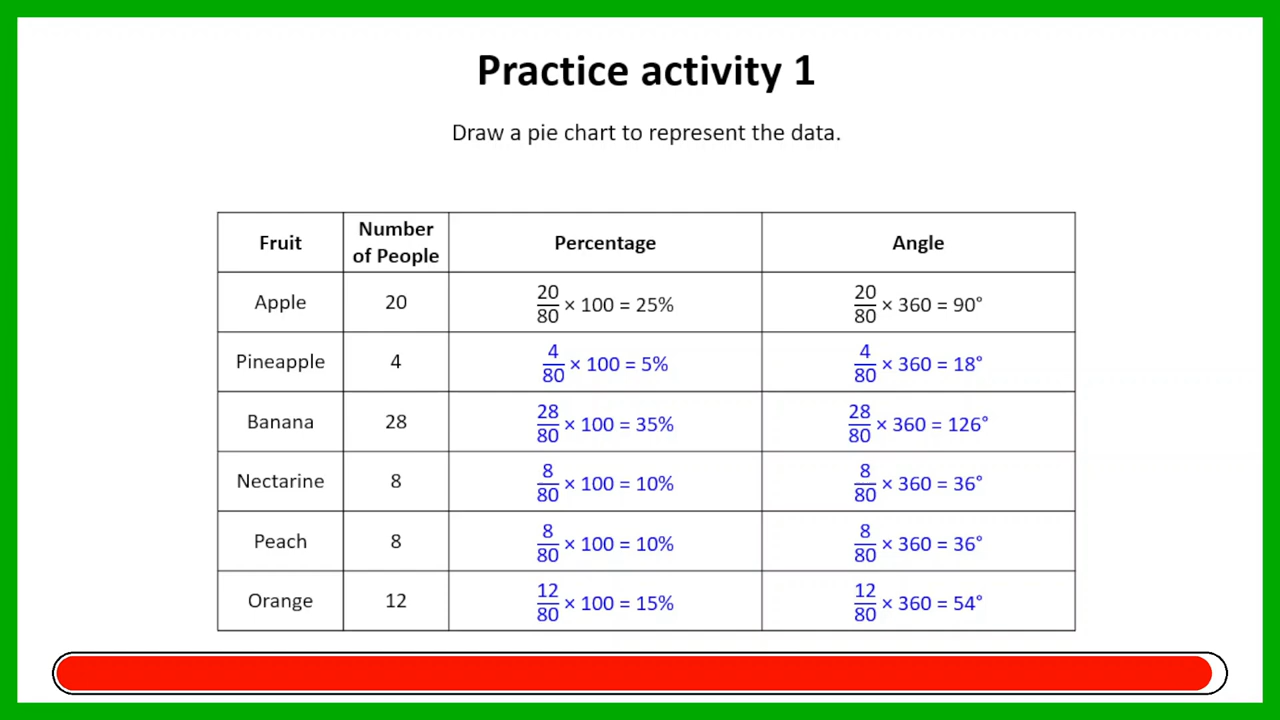 Practice activity 1
Draw a pie chart to represent the data.
Fruit Number of People Percentage Angle
Apple 20 20/80 × 100 = 25% 20/80 × 360 = 90°
Pineapple 4 4/80 × 100 = 5% 4/80 × 360 = 18°
Banana 28 28/80 × 100 = 35% 28/80 × 360 = 126°
Nectarine 8 8/80 × 100 = 10% 8/80 × 360 = 36°
Peach 8 8/80 × 100 = 10% 8/80 × 360 = 36°
Orange 12 12/80 × 100 = 15% 12/80 × 360 = 54°